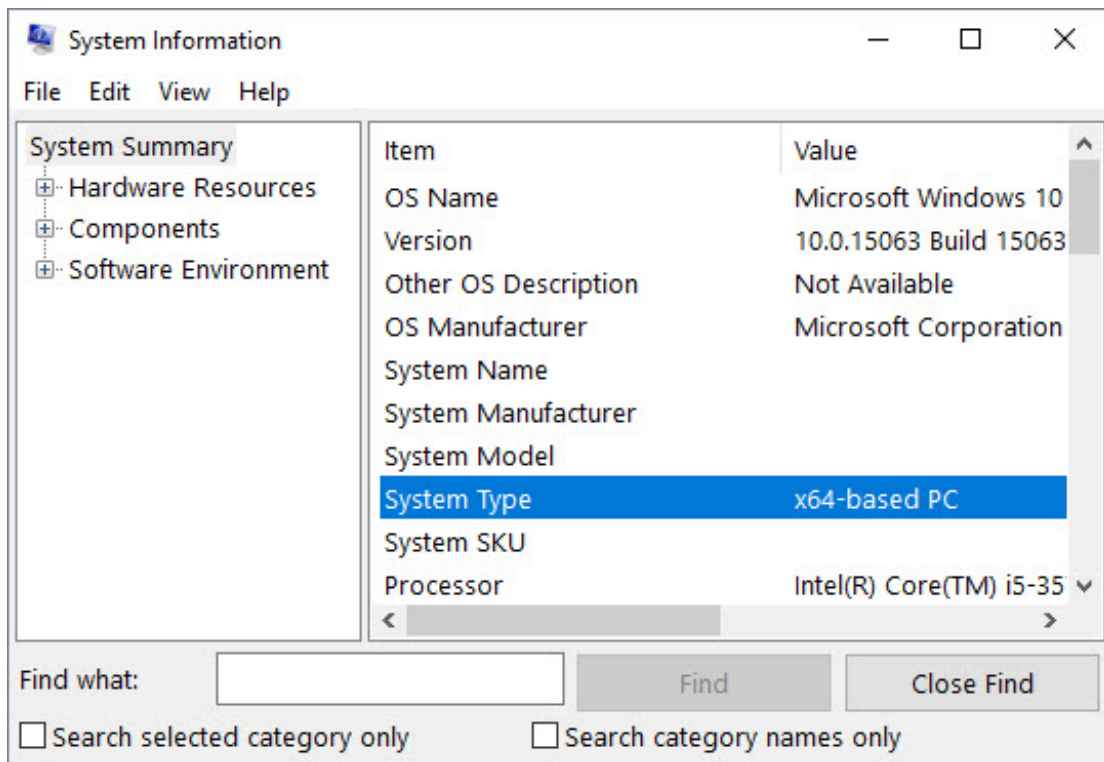 System Information
File Edit View Help
System Summary
Hardware Resources
Components
Software Environment
Item Value
OS Name Microsoft Windows 10
Version 10.0.15063 Build 15063
Other OS Description Not Available
OS Manufacturer Microsoft Corporation
System Name
System Manufacturer
System Model
System Type x64-based PC
System SKU
Processor Intel(R) Core(TM) i5-35
Find what: Find Close Find
Search selected category only Search category names only